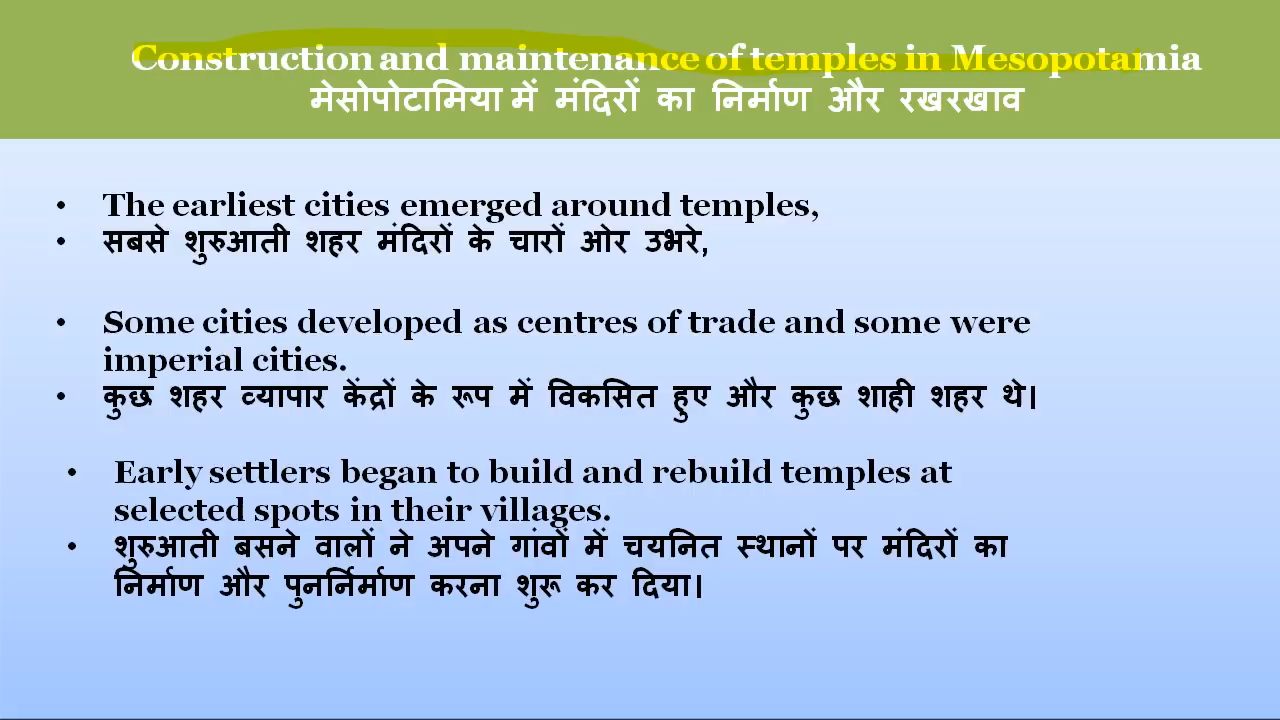 Construction and maintenance of temples in Mesopotamia
मेसोपोटामिया में मंदिरों का निर्माण और रखरखाव
• The earliest cities emerged around temples,
• सबसे शुरुआती शहर मंदिरों के चारों ओर उभरे,
• Some cities developed as centres of trade and some were
imperial cities.
• कुछ शहर व्यापार केंद्रों के रूप में विकसित हुए और कुछ शाही शहर थे।
• Early settlers began to build and rebuild temples at
selected spots in their villages.
• शुरुआती बसने वालों ने अपने गांवों में चयनित स्थानों पर मंदिरों का
निर्माण और पुनर्निर्माण करना शुरू कर दिया।